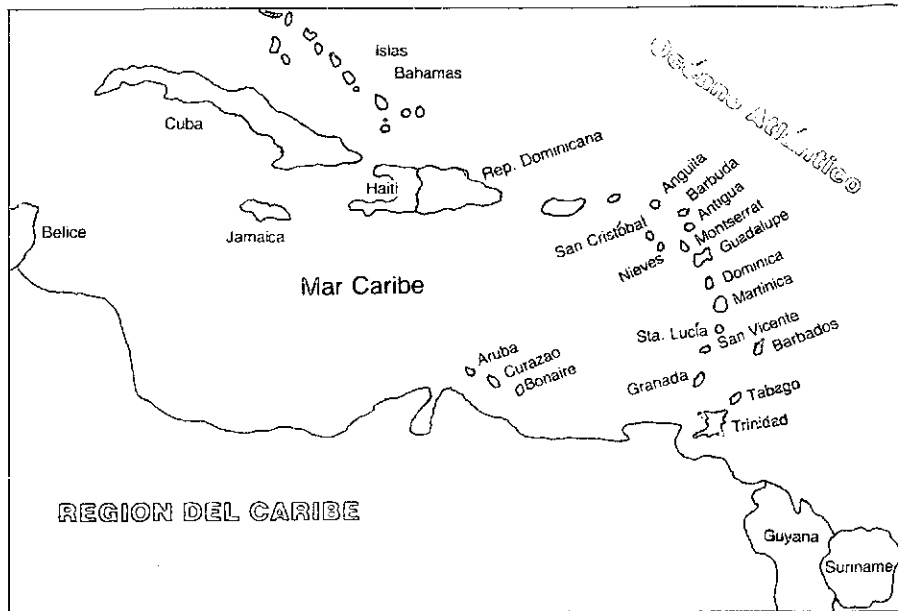 Islas
Bahamas
Océano Atlántico
Cuba
Rep. Dominicana
Haití
Anguila
Barbuda
Antigua
Montserrat
Guadalupe
San Cristóbal
Nieves
Belice
Jamaica
Mar Caribe
Dominica
Martinica
Sta. Lucía
San Vicente
Barbados
Aruba
Curazao
Bonaire
Granada
Tabago
Trinidad
REGION DEL CARIBE
Guyana
Suriname